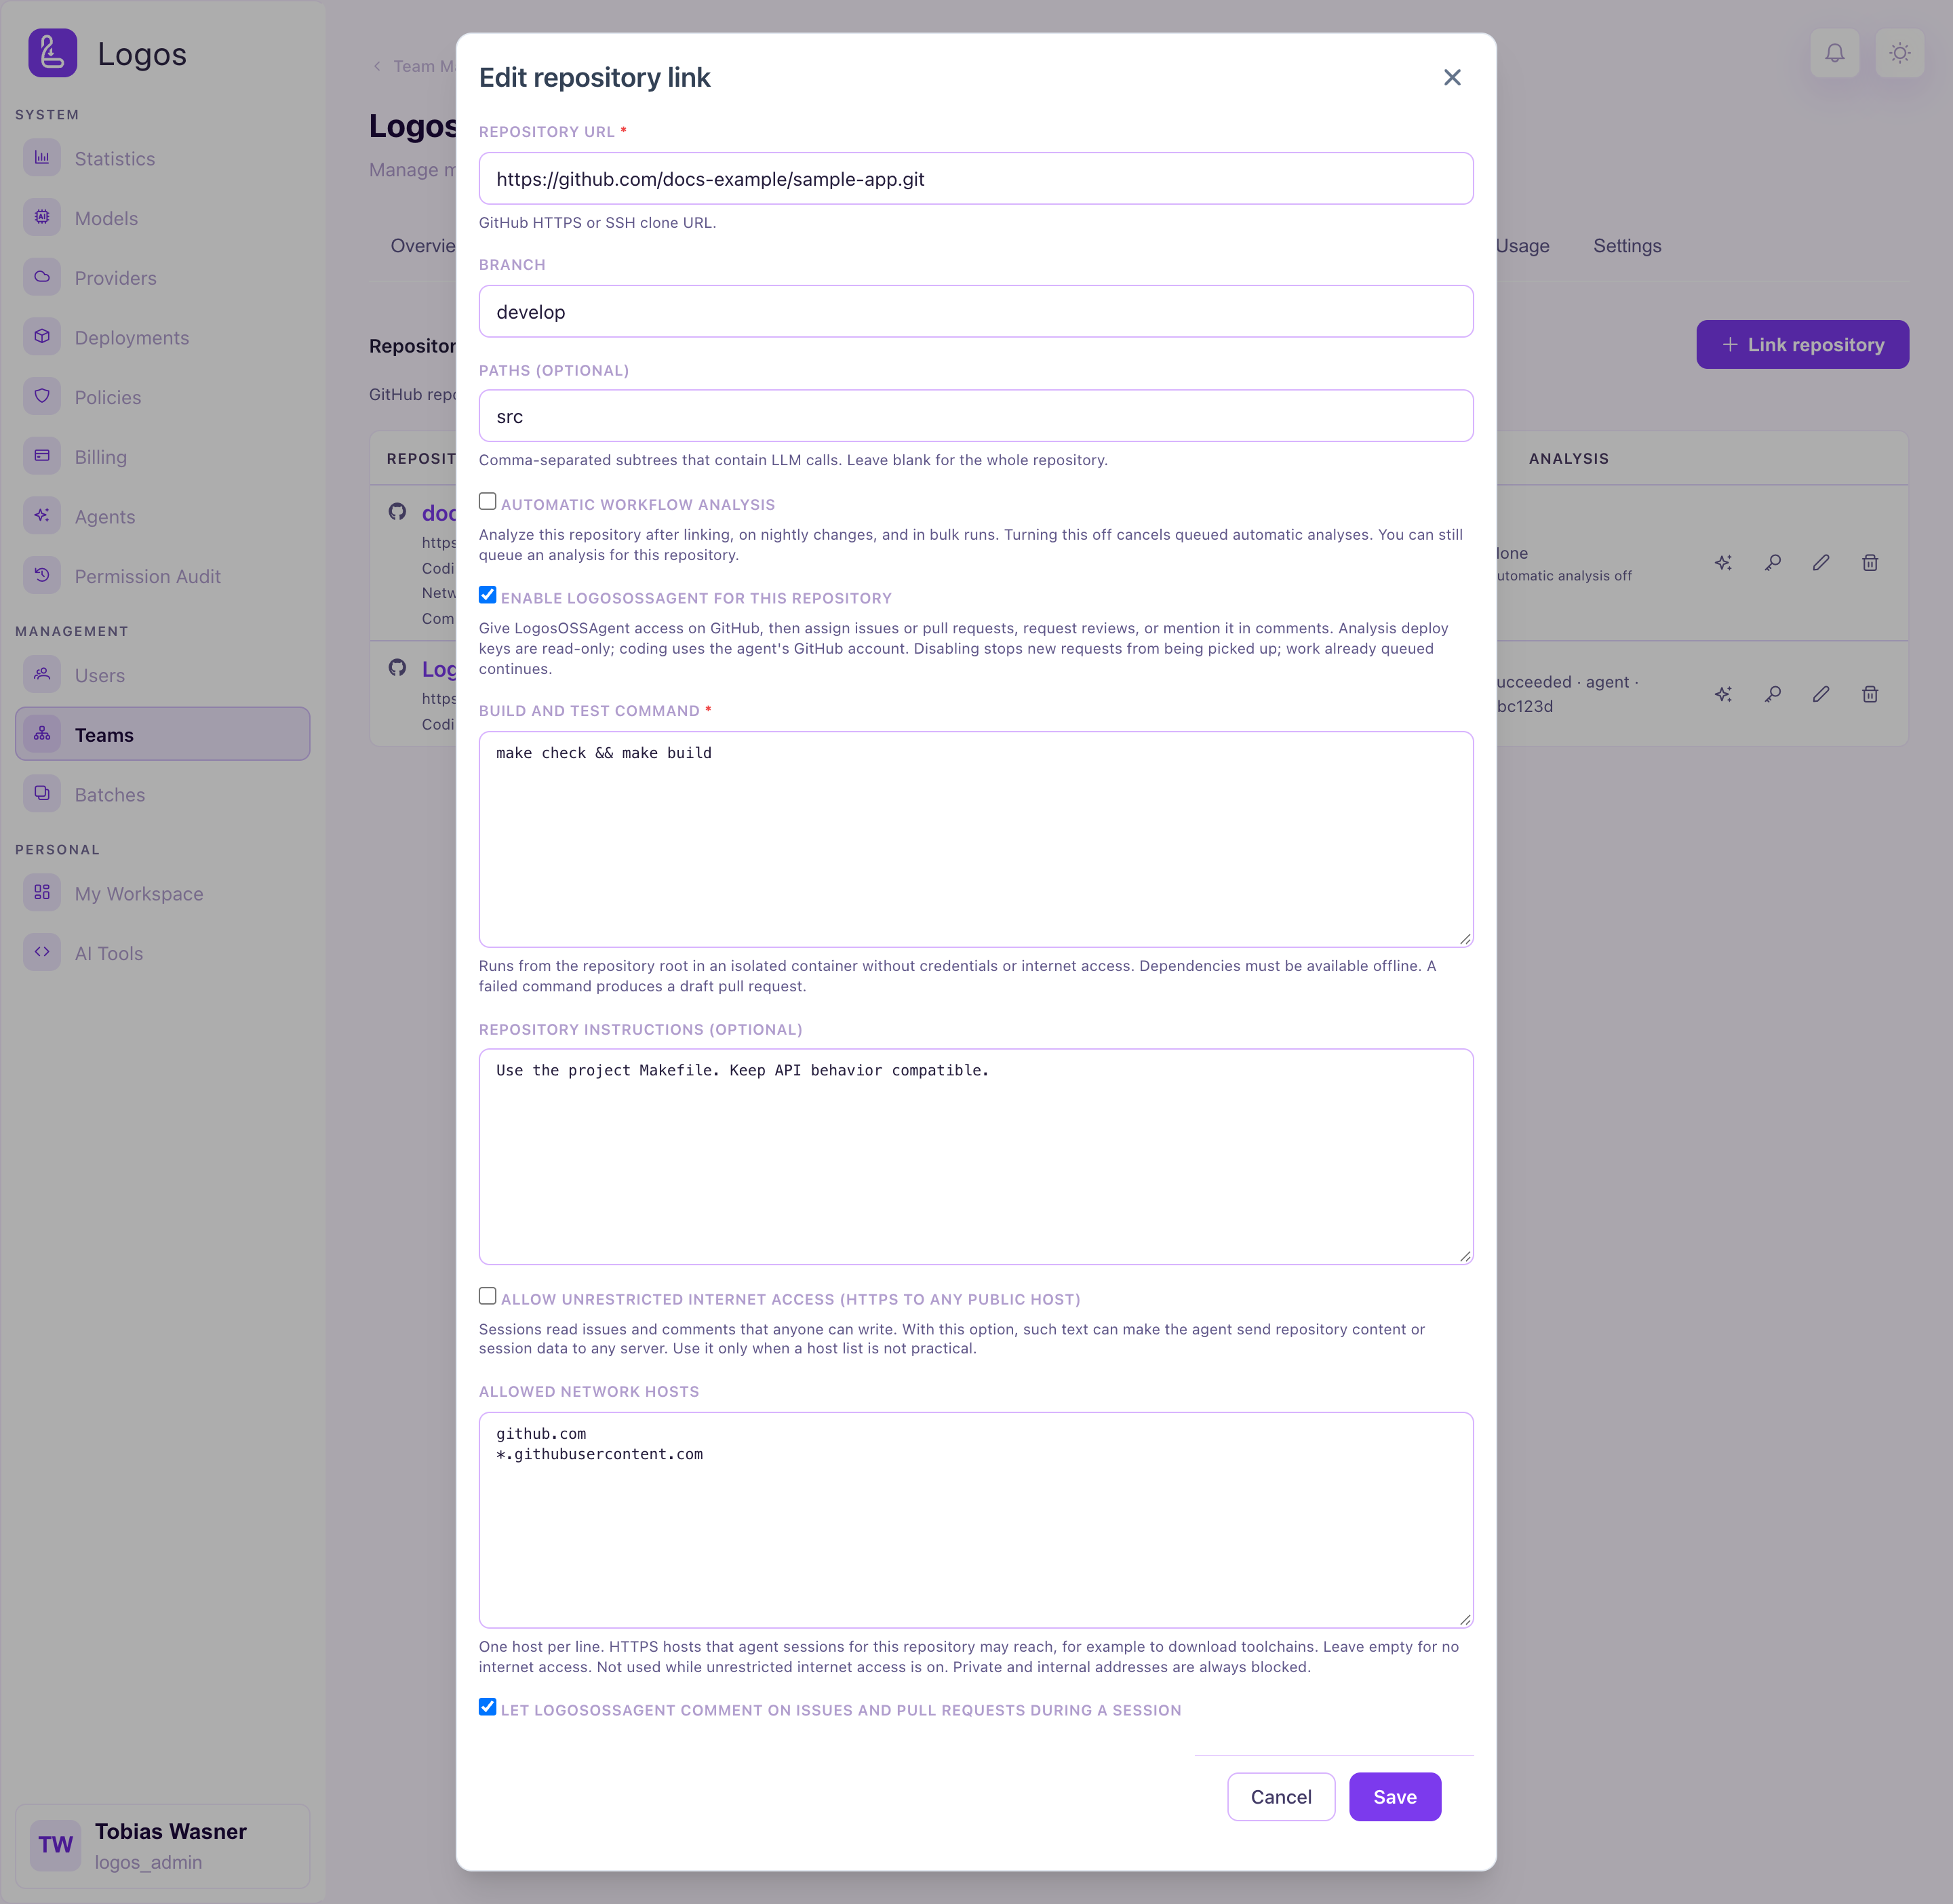 Logos
SYSTEM
Statistics
Models
Providers
Deployments
Policies
Billing
Agents
Permission Audit
MANAGEMENT
Users
Teams
Batches
PERSONAL
My Workspace
AI Tools
TW
Tobias Wasner
logos_admin
Team
Logos
Manage
Usage
Settings
Link repository
GitHub
ANALYSIS
utomatic analysis off
ucceeded · agent ·
bc123d
Edit repository link
REPOSITORY URL *
https://github.com/docs-example/sample-app.git
GitHub HTTPS or SSH clone URL.
BRANCH
develop
PATHS (OPTIONAL)
src
Comma-separated subtrees that contain LLM calls. Leave blank for the whole repository.
AUTOMATIC WORKFLOW ANALYSIS
Analyze this repository after linking, on nightly changes, and in bulk runs. Turning this off cancels queued automatic analyses. You can still
queue an analysis for this repository.
ENABLE LOGOSOSSAGENT FOR THIS REPOSITORY
Give LogosOSSAgent access on GitHub, then assign issues or pull requests, request reviews, or mention it in comments. Analysis deploy
keys are read-only; coding uses the agent's GitHub account. Disabling stops new requests from being picked up; work already queued
continues.
BUILD AND TEST COMMAND *
make check && make build
Runs from the repository root in an isolated container without credentials or internet access. Dependencies must be available offline. A
failed command produces a draft pull request.
REPOSITORY INSTRUCTIONS (OPTIONAL)
Use the project Makefile. Keep API behavior compatible.
ALLOW UNRESTRICTED INTERNET ACCESS (HTTPS TO ANY PUBLIC HOST)
Sessions read issues and comments that anyone can write. With this option, such text can make the agent send repository content or
session data to any server. Use it only when a host list is not practical.
ALLOWED NETWORK HOSTS
github.com
*.githubusercontent.com
One host per line. HTTPS hosts that agent sessions for this repository may reach, for example to download toolchains. Leave empty for no
internet access. Not used while unrestricted internet access is on. Private and internal addresses are always blocked.
LET LOGOSOSSAGENT COMMENT ON ISSUES AND PULL REQUESTS DURING A SESSION
Cancel
Save